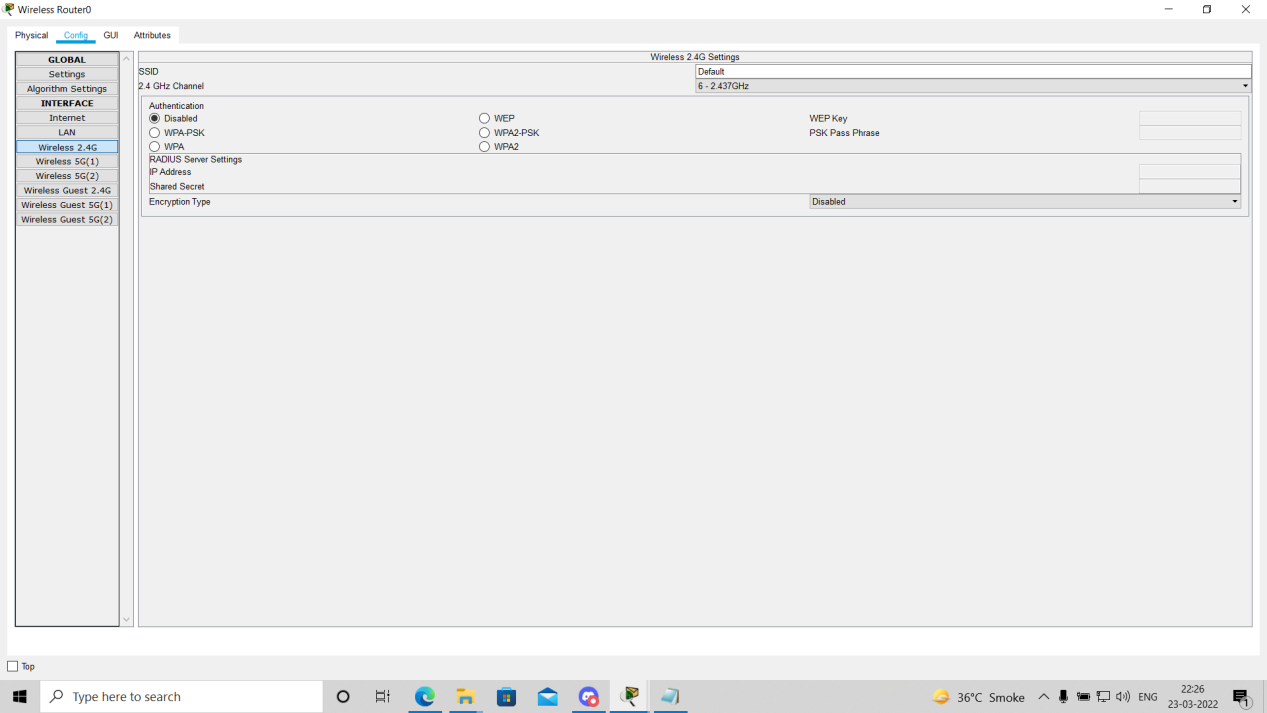 Wireless Router0
Physical Config GUI Attributes
GLOBAL
Settings
Algorithm Settings
INTERFACE
Internet
LAN
Wireless 2.4G
Wireless 5G(1)
Wireless 5G(2)
Wireless Guest 2.4G
Wireless Guest 5G(1)
Wireless Guest 5G(2)
Wireless 2.4G Settings
SSID Default
2.4 GHz Channel 6 - 2.437GHz
Authentication
Disabled WEP WEP Key
WPA-PSK WPA2-PSK PSK Pass Phrase
WPA WPA2
RADIUS Server Settings
IP Address
Shared Secret
Encryption Type Disabled
Top
Type here to search
36°C Smoke
ENG
22:26
23-03-2022
1